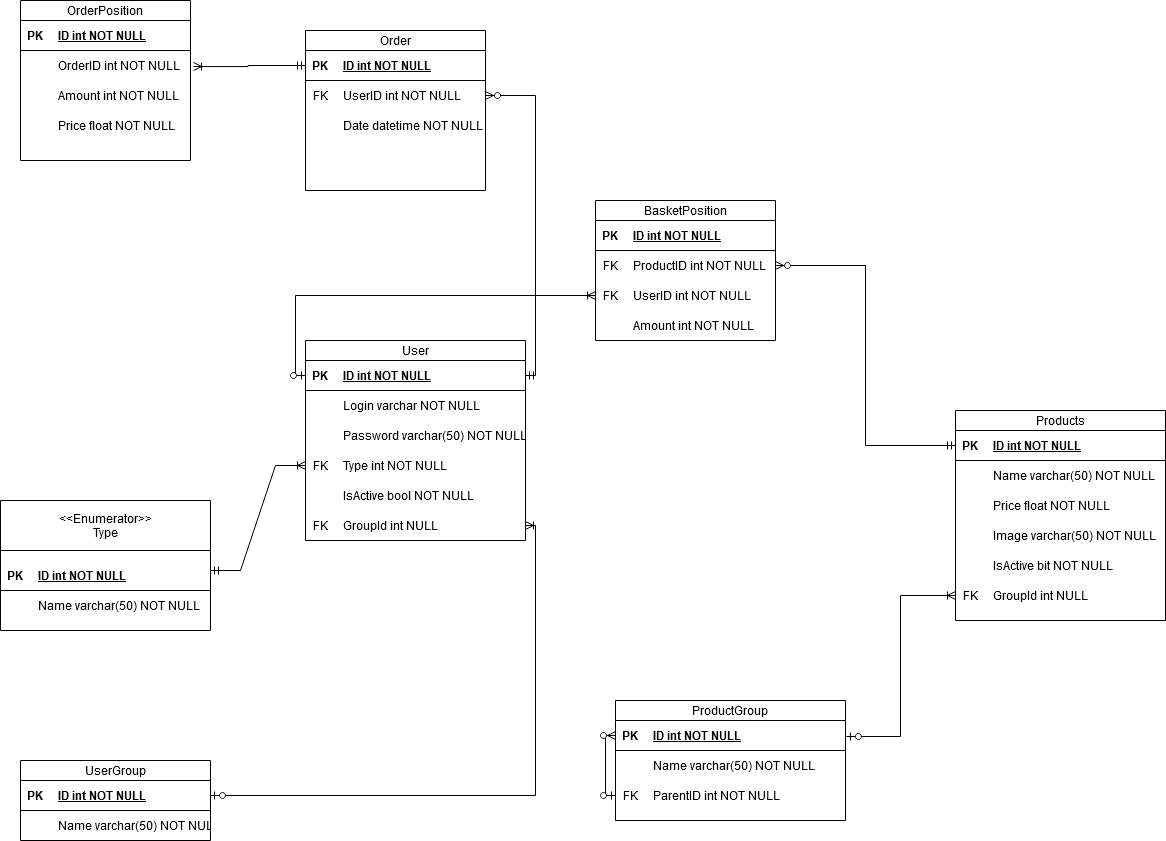 OrderPosition
PK ID int NOT NULL
OrderID int NOT NULL
Amount int NOT NULL
Price float NOT NULL
Order
PK ID int NOT NULL
FK UserID int NOT NULL
Date datetime NOT NULL
BasketPosition
PK ID int NOT NULL
FK ProductID int NOT NULL
FK UserID int NOT NULL
Amount int NOT NULL
User
PK ID int NOT NULL
Login varchar NOT NULL
Password varchar(50) NOT NULL
FK Type int NOT NULL
IsActive bool NOT NULL
FK GroupId int NULL
Products
PK ID int NOT NULL
Name varchar(50) NOT NULL
Price float NOT NULL
Image varchar(50) NOT NULL
IsActive bit NOT NULL
FK GroupId int NULL
<<Enumerator>>
Type
PK ID int NOT NULL
Name varchar(50) NOT NULL
ProductGroup
PK ID int NOT NULL
Name varchar(50) NOT NULL
FK ParentID int NOT NULL
UserGroup
PK ID int NOT NULL
Name varchar(50) NOT NUL